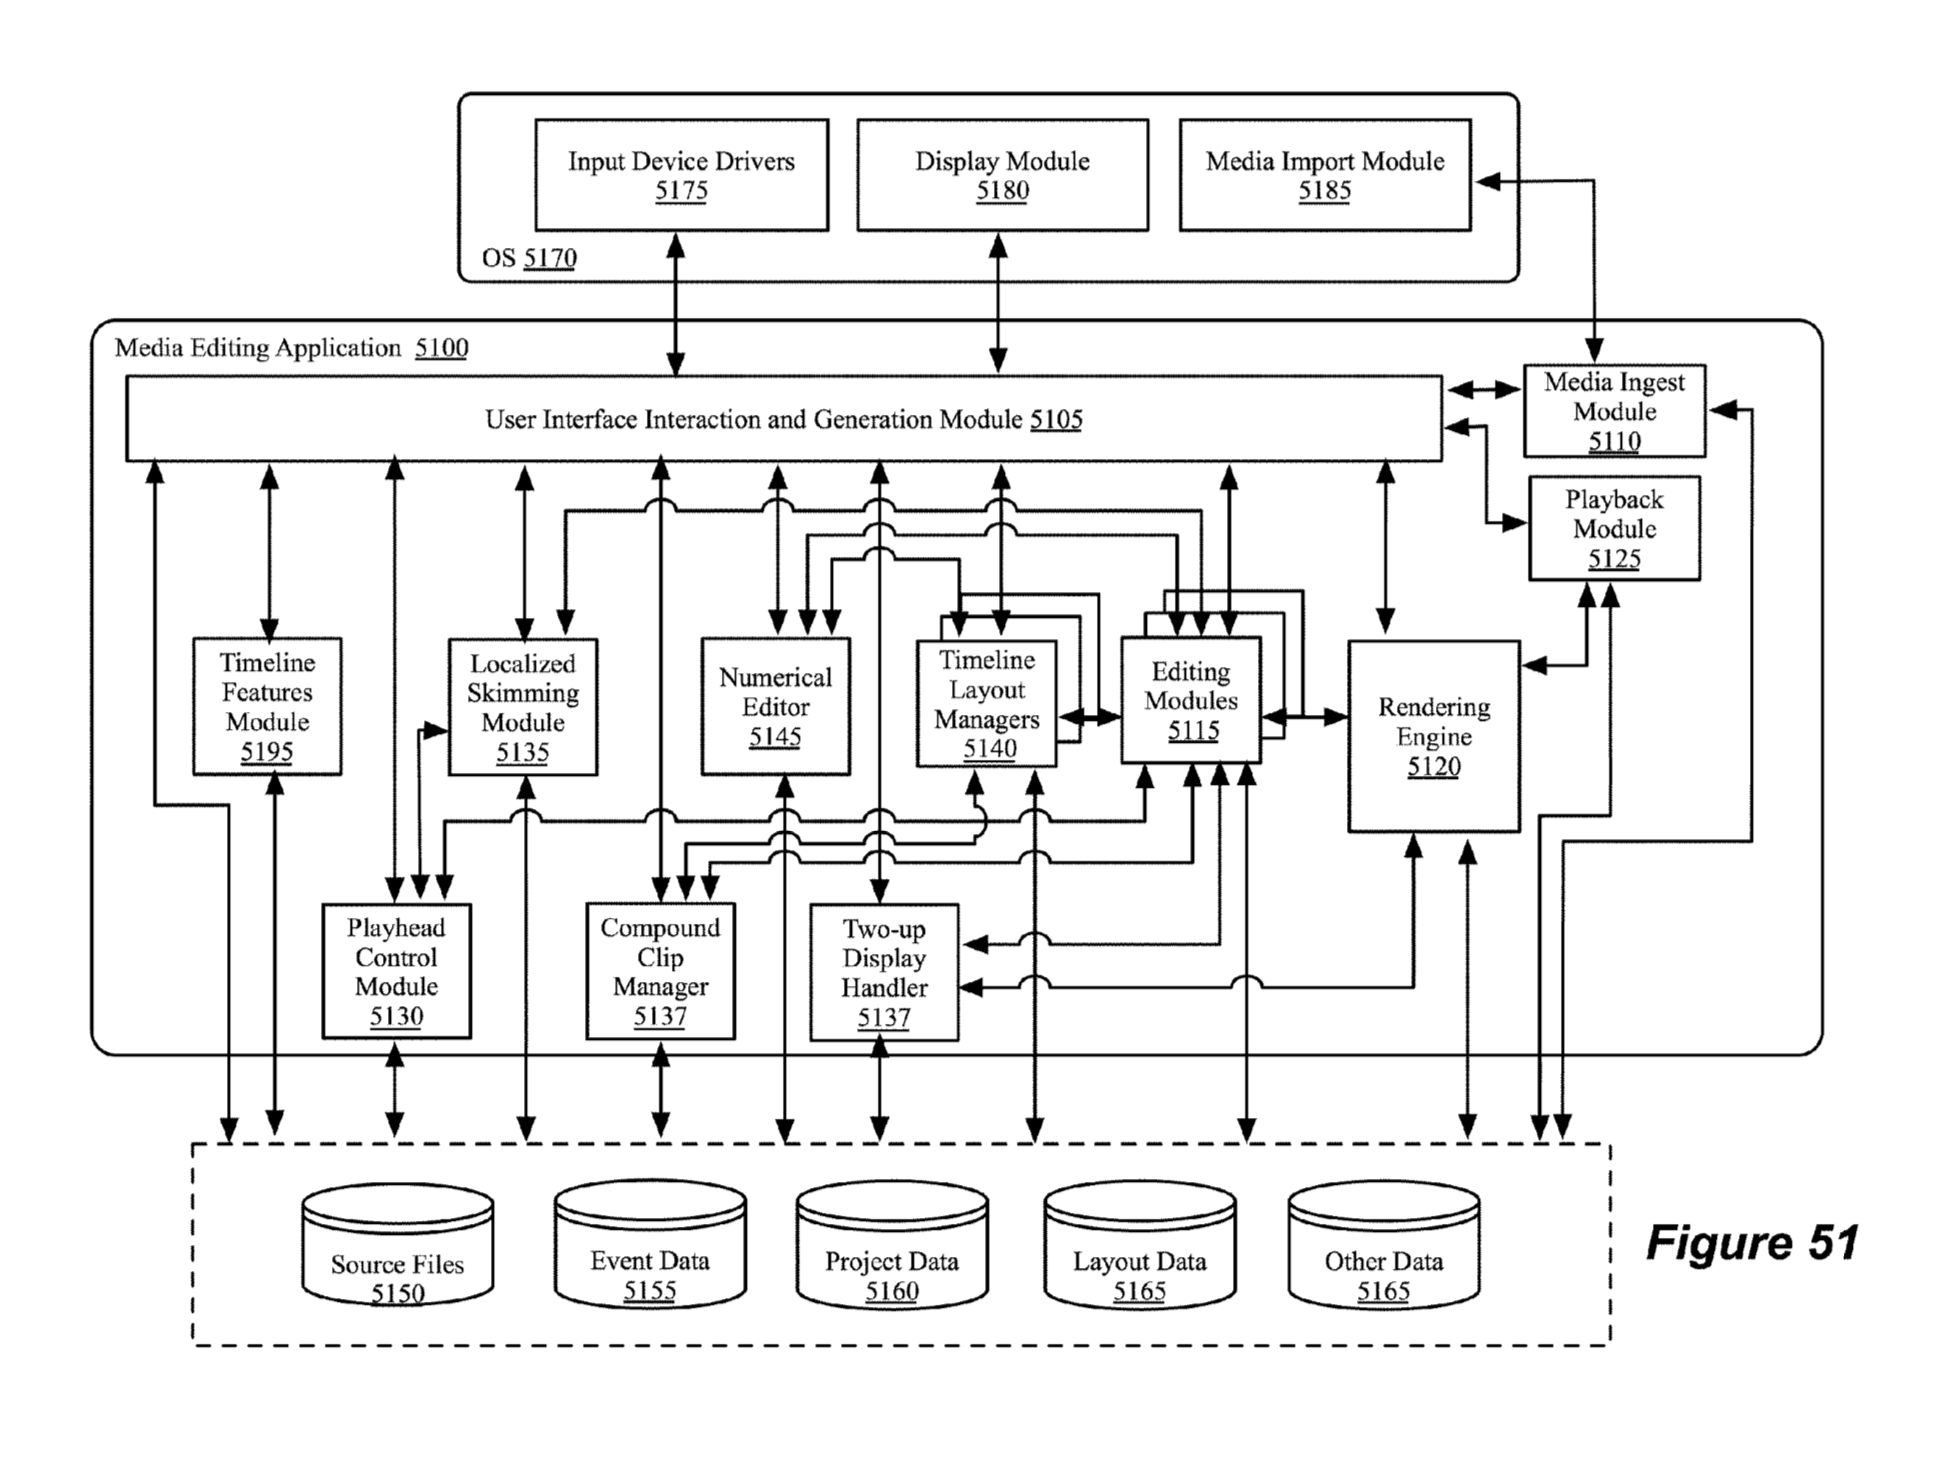 Input Device Drivers
5175
Display Module
5180
Media Import Module
5185
OS 5170
Media Editing Application 5100
User Interface Interaction and Generation Module 5105
Media Ingest
Module
5110
Playback
Module
5125
Timeline
Features
Module
5195
Localized
Skimming
Module
5135
Numerical
Editor
5145
Timeline
Layout
Managers
5140
Editing
Modules
5115
Rendering
Engine
5120
Playhead
Control
Module
5130
Compound
Clip
Manager
5137
Two-up
Display
Handler
5137
Source Files
5150
Event Data
5155
Project Data
5160
Layout Data
5165
Other Data
5165
Figure 51